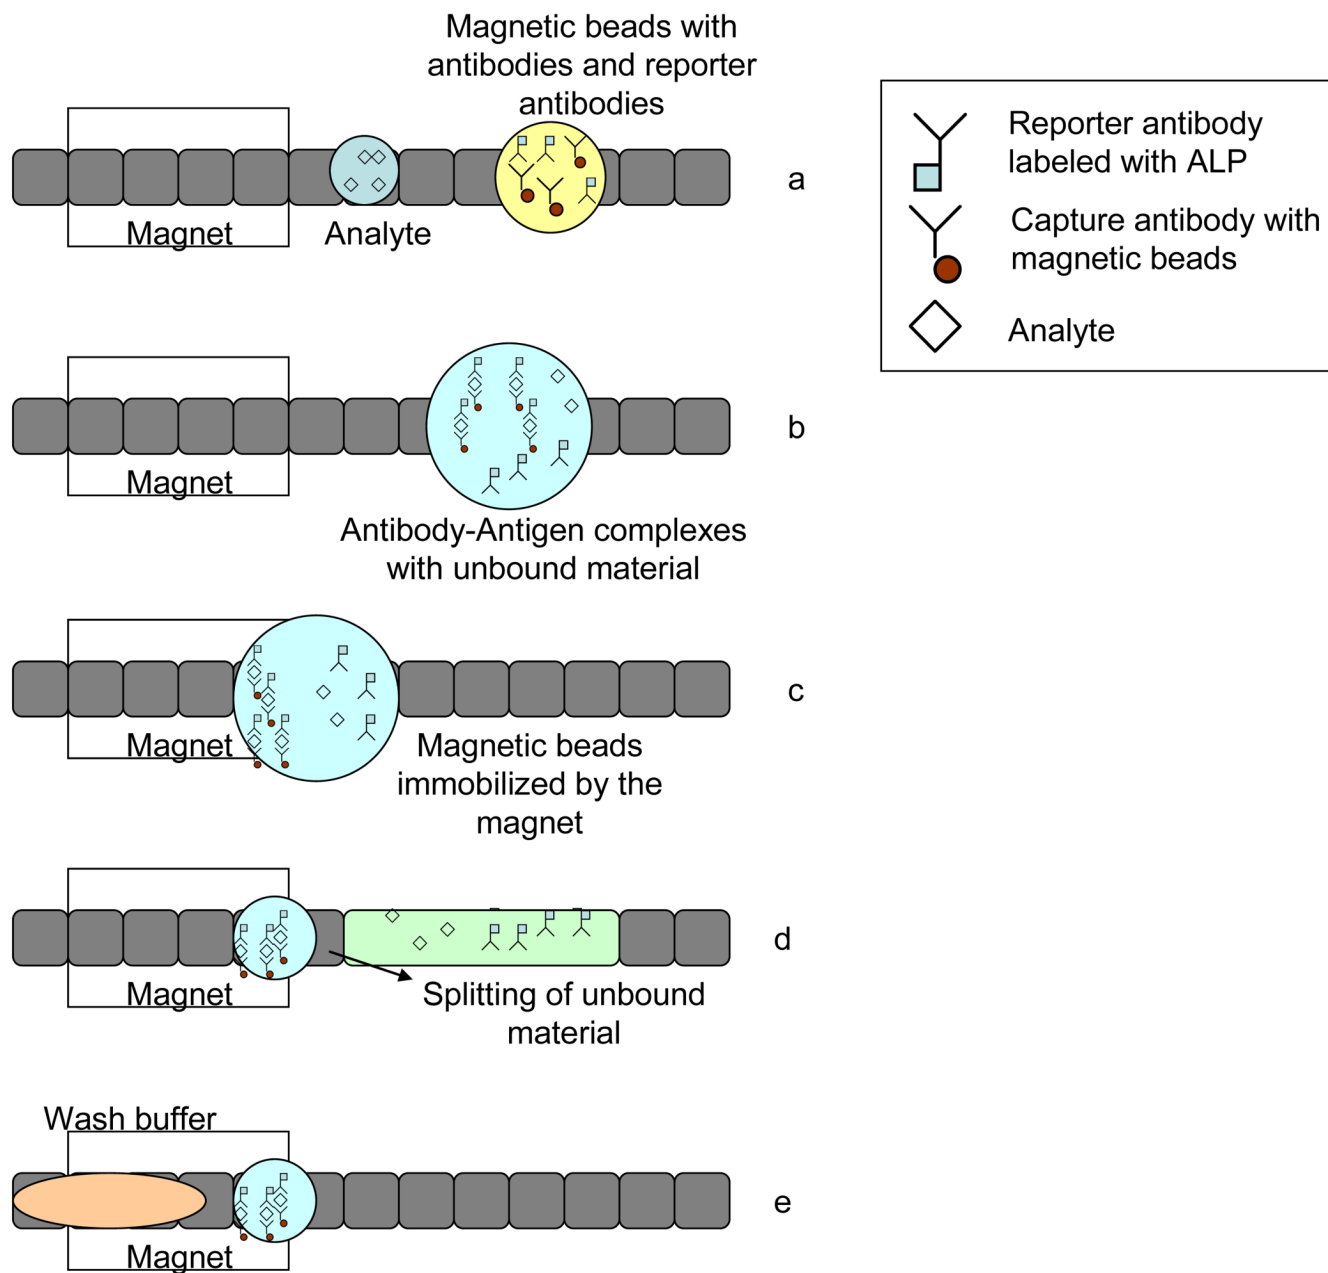 Magnetic beads with
antibodies and reporter
antibodies
Magnet
Analyte
a
Reporter antibody
labeled with ALP
Capture antibody with
magnetic beads
Analyte
Magnet
b
Antibody-Antigen complexes
with unbound material
Magnet
c
Magnetic beads
immobilized by the
magnet
Magnet
d
Splitting of unbound
material
Wash buffer
Magnet
e